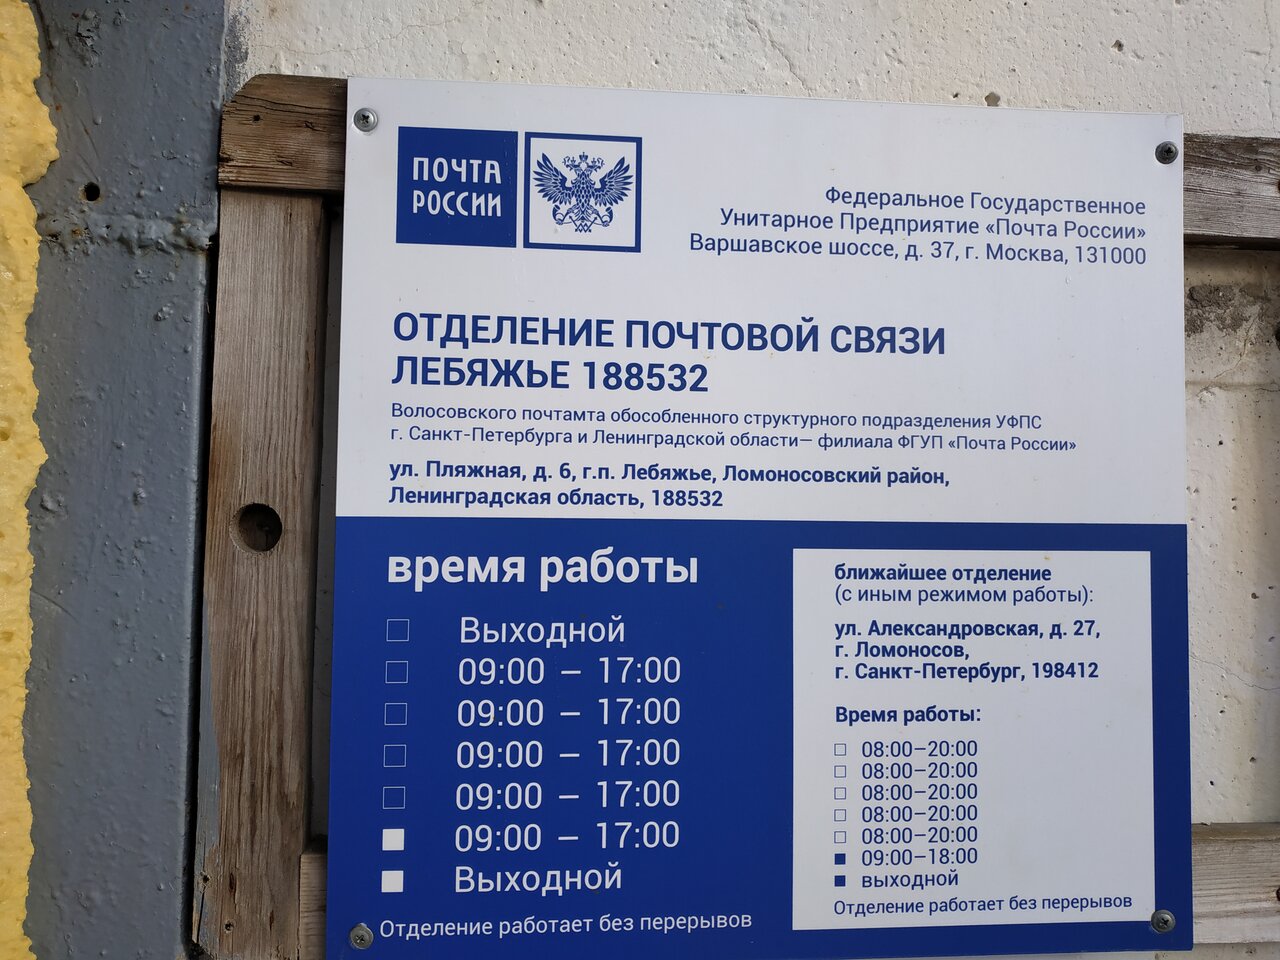 ПОЧТА
РОССИИ
Федеральное Государственное
Унитарное Предприятие «Почта России»
Варшавское шоссе, д. 37, г. Москва, 131000
ОТДЕЛЕНИЕ ПОЧТОВОЙ СВЯЗИ
ЛЕБЯЖЬЕ 188532
Волосовского почтамта обособленного структурного подразделения УФПС
г. Санкт-Петербурга и Ленинградской области— филиала ФГУП «Почта России»
ул. Пляжная, д. 6, г.п. Лебяжье, Ломоносовский район,
Ленинградская область, 188532
время работы
Выходной
09:00 – 17:00
09:00 – 17:00
09:00 – 17:00
09:00 – 17:00
09:00 – 17:00
Выходной
Отделение работает без перерывов
ближайшее отделение
(с иным режимом работы):
ул. Александровская, д. 27,
г. Ломоносов,
г. Санкт-Петербург, 198412
Время работы:
08:00–20:00
08:00–20:00
08:00–20:00
08:00–20:00
08:00–20:00
09:00–18:00
выходной
Отделение работает без перерывов